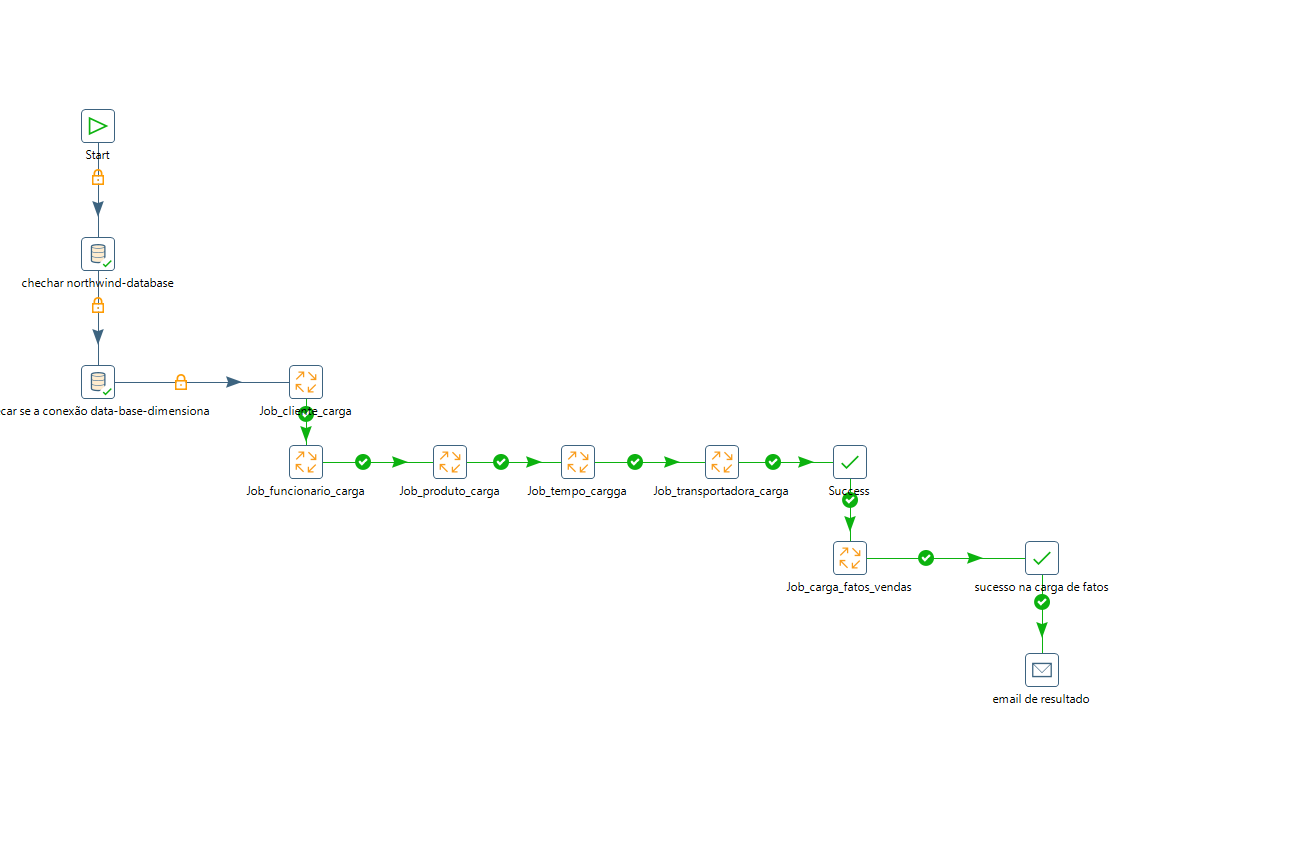 Start
chechar northwind-database
car se a conexão data-base-dimensiona
Job_cliente_carga
Job_funcionario_carga
Job_produto_carga
Job_tempo_cargga
Job_transportadora_carga
Success
Job_carga_fatos_vendas
sucesso na carga de fatos
email de resultado